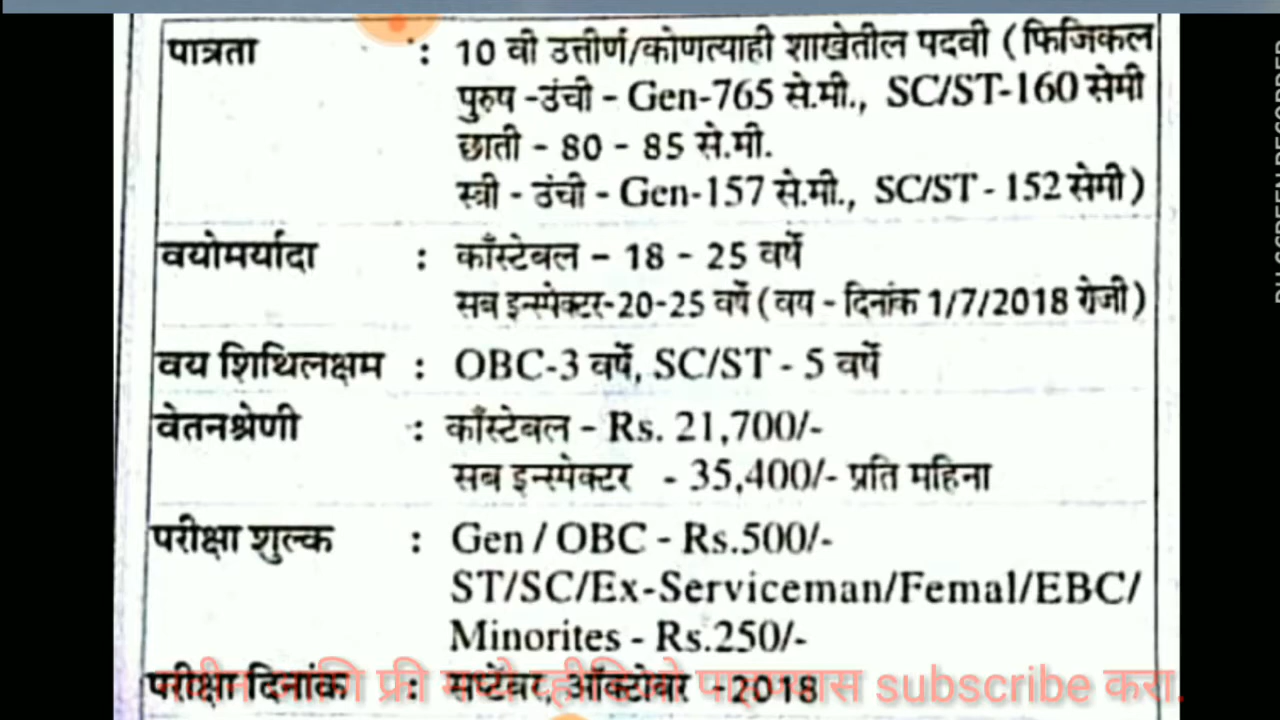 पात्रता : 10 वी उत्तीर्ण/कोणत्याही शाखेतील पदवी ( फिजिकल
पुरुष -उंची - Gen-765 से.मी., SC/ST-160 सेमी
छाती - 80 - 85 से.मी.
स्त्री - उंची - Gen-157 से.मी., SC/ST - 152 सेमी )
वयोमर्यादा : कॉंस्टेबल – 18 - 25 वर्षे
सब इन्स्पेक्टर-20-25 वर्षे ( वय - दिनांक 1/7/2018 रोजी )
वय शिथिलक्षम : OBC-3 वर्षे, SC/ST - 5 वर्षे
वेतनश्रेणी : कॉंस्टेबल - Rs. 21,700/-
सब इन्स्पेक्टर - 35,400/- प्रति महिना
परीक्षा शुल्क : Gen / OBC - Rs.500/-
ST/SC/Ex-Serviceman/Femal/EBC/
Minorites - Rs.250/-
परीक्षा दिनांक : सप्टेंबर, ऑक्टोबर -2018
फ्री व्हीडियो पाहण्यास subscribe करा.